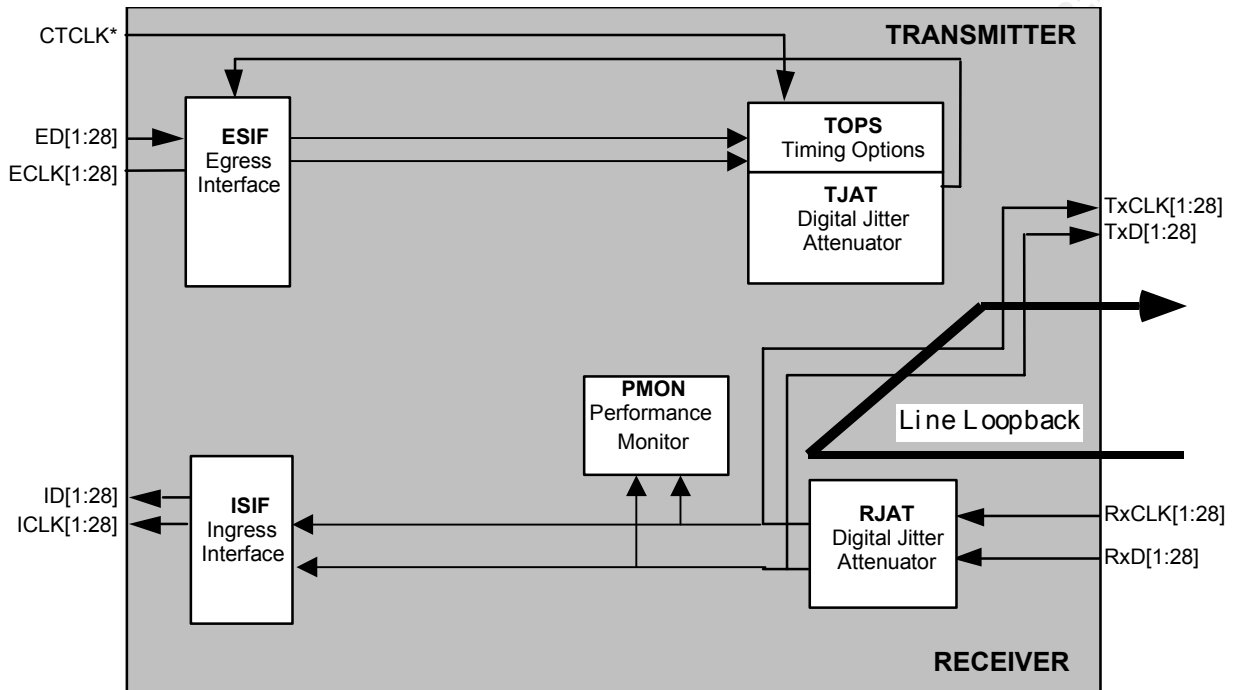 CTCLK*
TRANSMITTER
ED[1:28]
ECLK[1:28]
ESIF
Egress
Interface
TOPS
Timing Options
TJAT
Digital Jitter
Attenuator
TxCLK[1:28]
TxD[1:28]
PMON
Performance
Monitor
Line Loopback
ID[1:28]
ICLK[1:28]
ISIF
Ingress
Interface
RJAT
Digital Jitter
Attenuator
RxCLK[1:28]
RxD[1:28]
RECEIVER